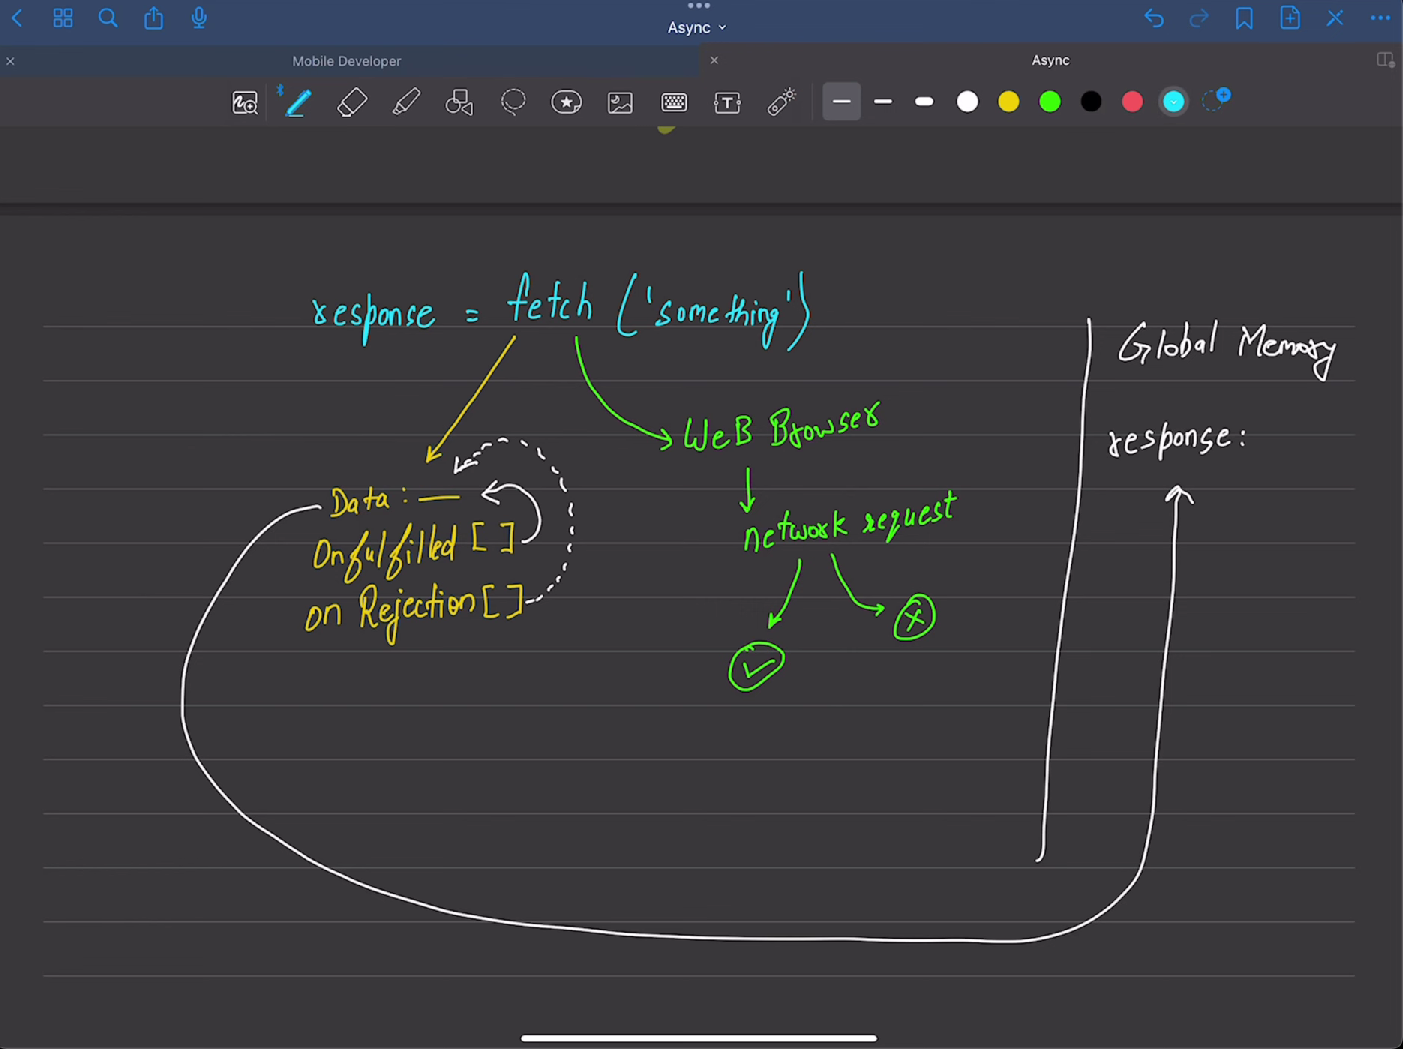 Async
Mobile Developer
Async
response = fetch ('something')
Global Memory
response:
WeB Browser
Data: —
Onfulfilled [ ]
on Rejection [ ]
network request